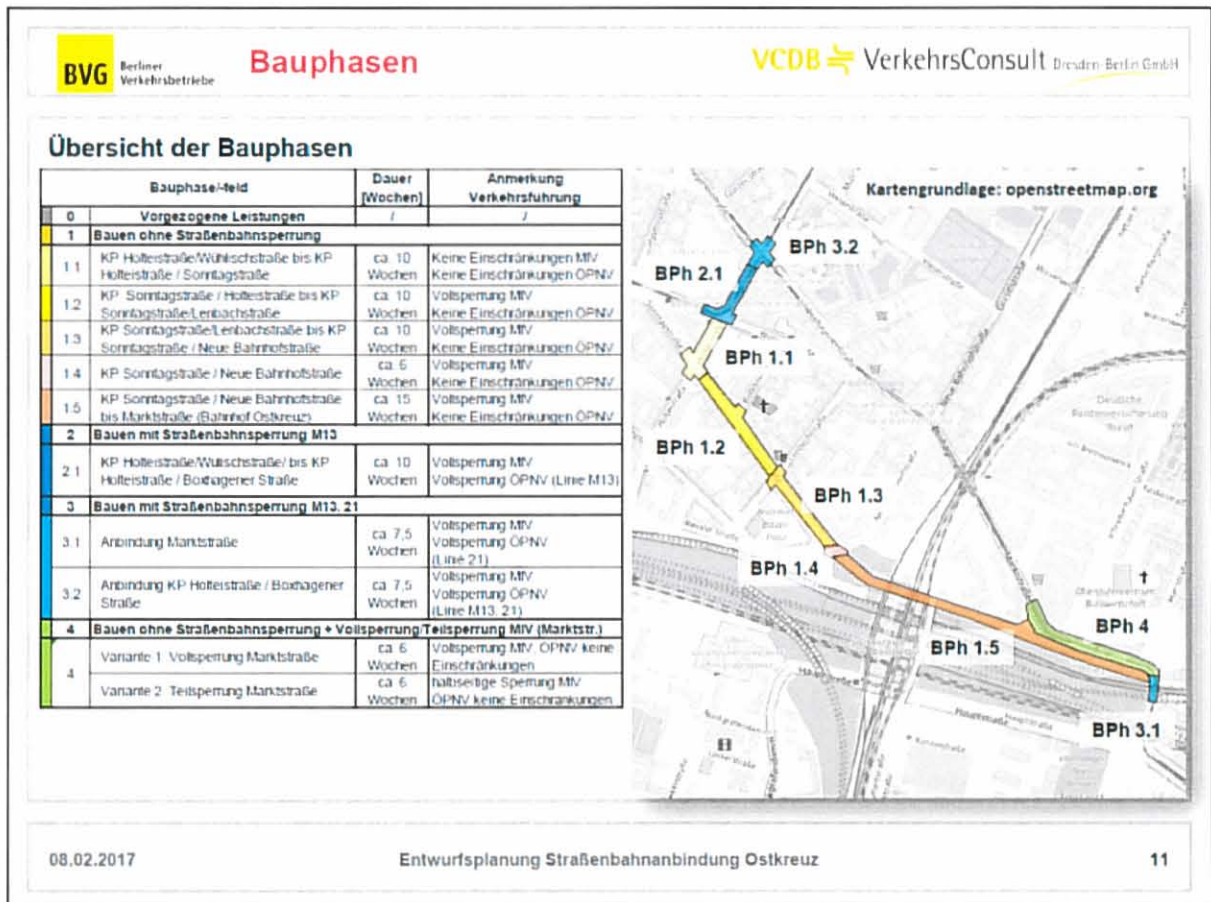 BVG Berliner
Verkehrsbetriebe
Bauphasen
VCDB VerkehrsConsult Dresden-Berlin GmbH
Übersicht der Bauphasen
Bauphase/-feld
Dauer
[Wochen]
Anmerkung
Verkehrsführung
0 Vorgezogene Leistungen / /
1 Bauen ohne Straßenbahnsperrung
1.1 KP Holteistraße/Wühlischstraße bis KP
Holteistraße / Sonntagstraße
ca. 10
Wochen
Keine Einschränkungen MIV
Keine Einschränkungen ÖPNV
1.2 KP Sonntagstraße / Holteistraße bis KP
Sonntagstraße/Lenbachstraße
ca. 10
Wochen
Vollsperrung MIV
Keine Einschränkungen ÖPNV
1.3 KP Sonntagstraße/Lenbachstraße bis KP
Sonntagstraße / Neue Bahnhofstraße
ca. 10
Wochen
Vollsperrung MIV
Keine Einschränkungen ÖPNV
1.4 KP Sonntagstraße / Neue Bahnhofstraße
ca. 6
Wochen
Vollsperrung MIV
Keine Einschränkungen ÖPNV
1.5 KP Sonntagstraße / Neue Bahnhofstraße
bis Marktstraße (Bahnhof Ostkreuz)
ca. 15
Wochen
Vollsperrung MIV
Keine Einschränkungen ÖPNV
2 Bauen mit Straßenbahnsperrung M13
2.1 KP Holteistraße/Wülischstraße/ bis KP
Holteistraße / Boxhagener Straße
ca. 10
Wochen
Vollsperrung MIV
Vollsperrung ÖPNV (Linie M13)
3 Bauen mit Straßenbahnsperrung M13, 21
3.1 Anbindung Marktstraße
ca. 7,5
Wochen
Vollsperrung MIV
Vollsperrung ÖPNV
(Linie 21)
3.2 Anbindung KP Holteistraße / Boxhagener
Straße
ca. 7,5
Wochen
Vollsperrung MIV
Vollsperrung ÖPNV
(Linie M13, 21)
4 Bauen ohne Straßenbahnsperrung + Vollsperrung/Teilsperrung MIV (Marktstr.)
4
Variante 1 Vollsperrung Marktstraße
ca. 6
Wochen
Vollsperrung MIV, ÖPNV keine
Einschränkungen
Variante 2 Teilsperrung Marktstraße
ca. 6
Wochen
halbseitige Sperrung MIV
ÖPNV keine Einschränkungen
Kartengrundlage: openstreetmap.org
BPh 3.2
BPh 2.1
BPh 1.1
BPh 1.2
BPh 1.3
BPh 1.4
BPh 1.5
BPh 4
BPh 3.1
Hauptstraße
08.02.2017
Entwurfsplanung Straßenbahnanbindung Ostkreuz
11